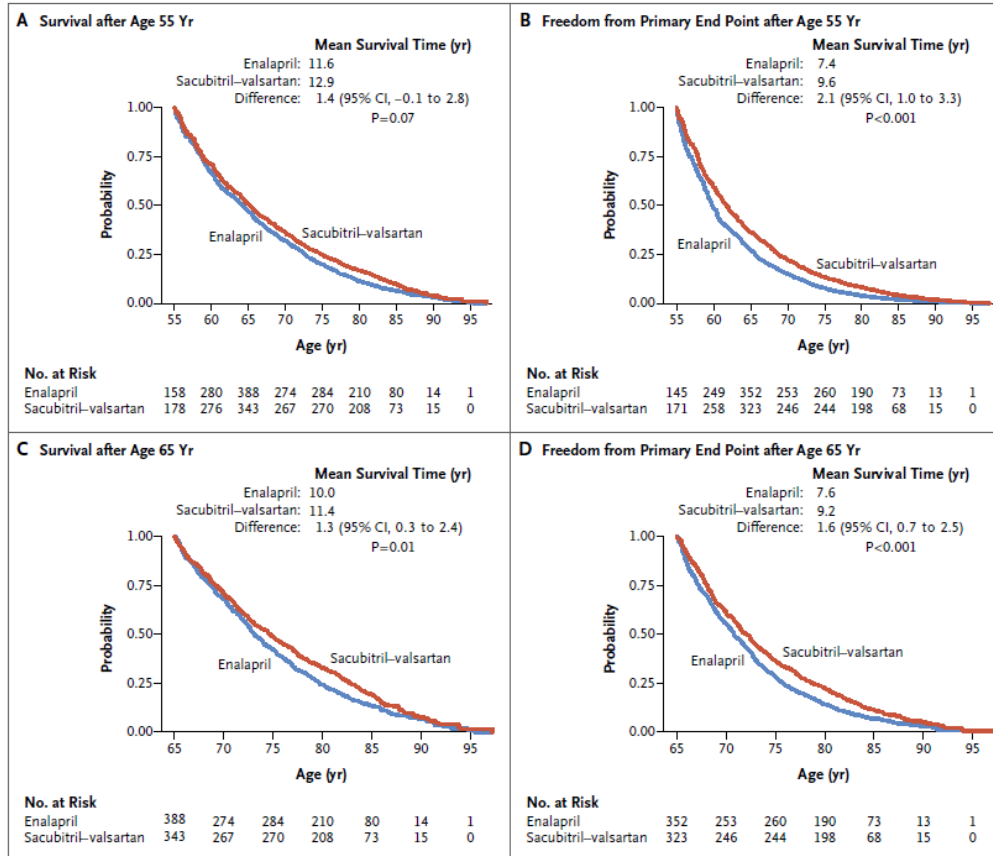 A Survival after Age 55 Yr
Mean Survival Time (yr)
Enalapril: 11.6
Sacubitril–valsartan: 12.9
Difference: 1.4 (95% CI, −0.1 to 2.8)
P=0.07
1.00
0.75
0.50
0.25
0.00
Probability
Enalapril
Sacubitril–valsartan
55 60 65 70 75 80 85 90 95
Age (yr)
No. at Risk
Enalapril 158 280 388 274 284 210 80 14 1
Sacubitril–valsartan 178 276 343 267 270 208 73 15 0
B Freedom from Primary End Point after Age 55 Yr
Mean Survival Time (yr)
Enalapril: 7.4
Sacubitril–valsartan: 9.6
Difference: 2.1 (95% CI, 1.0 to 3.3)
P<0.001
1.00
0.75
0.50
0.25
0.00
Probability
Enalapril
Sacubitril–valsartan
55 60 65 70 75 80 85 90 95
Age (yr)
No. at Risk
Enalapril 145 249 352 253 260 190 73 13 1
Sacubitril–valsartan 171 258 323 246 244 198 68 15 0
C Survival after Age 65 Yr
Mean Survival Time (yr)
Enalapril: 10.0
Sacubitril–valsartan: 11.4
Difference: 1.3 (95% CI, 0.3 to 2.4)
P=0.01
1.00
0.75
0.50
0.25
0.00
Probability
Enalapril
Sacubitril–valsartan
65 70 75 80 85 90 95
Age (yr)
No. at Risk
Enalapril 388 274 284 210 80 14 1
Sacubitril–valsartan 343 267 270 208 73 15 0
D Freedom from Primary End Point after Age 65 Yr
Mean Survival Time (yr)
Enalapril: 7.6
Sacubitril–valsartan: 9.2
Difference: 1.6 (95% CI, 0.7 to 2.5)
P<0.001
1.00
0.75
0.50
0.25
0.00
Probability
Enalapril
Sacubitril–valsartan
65 70 75 80 85 90 95
Age (yr)
No. at Risk
Enalapril 352 253 260 190 73 13 1
Sacubitril–valsartan 323 246 244 198 68 15 0